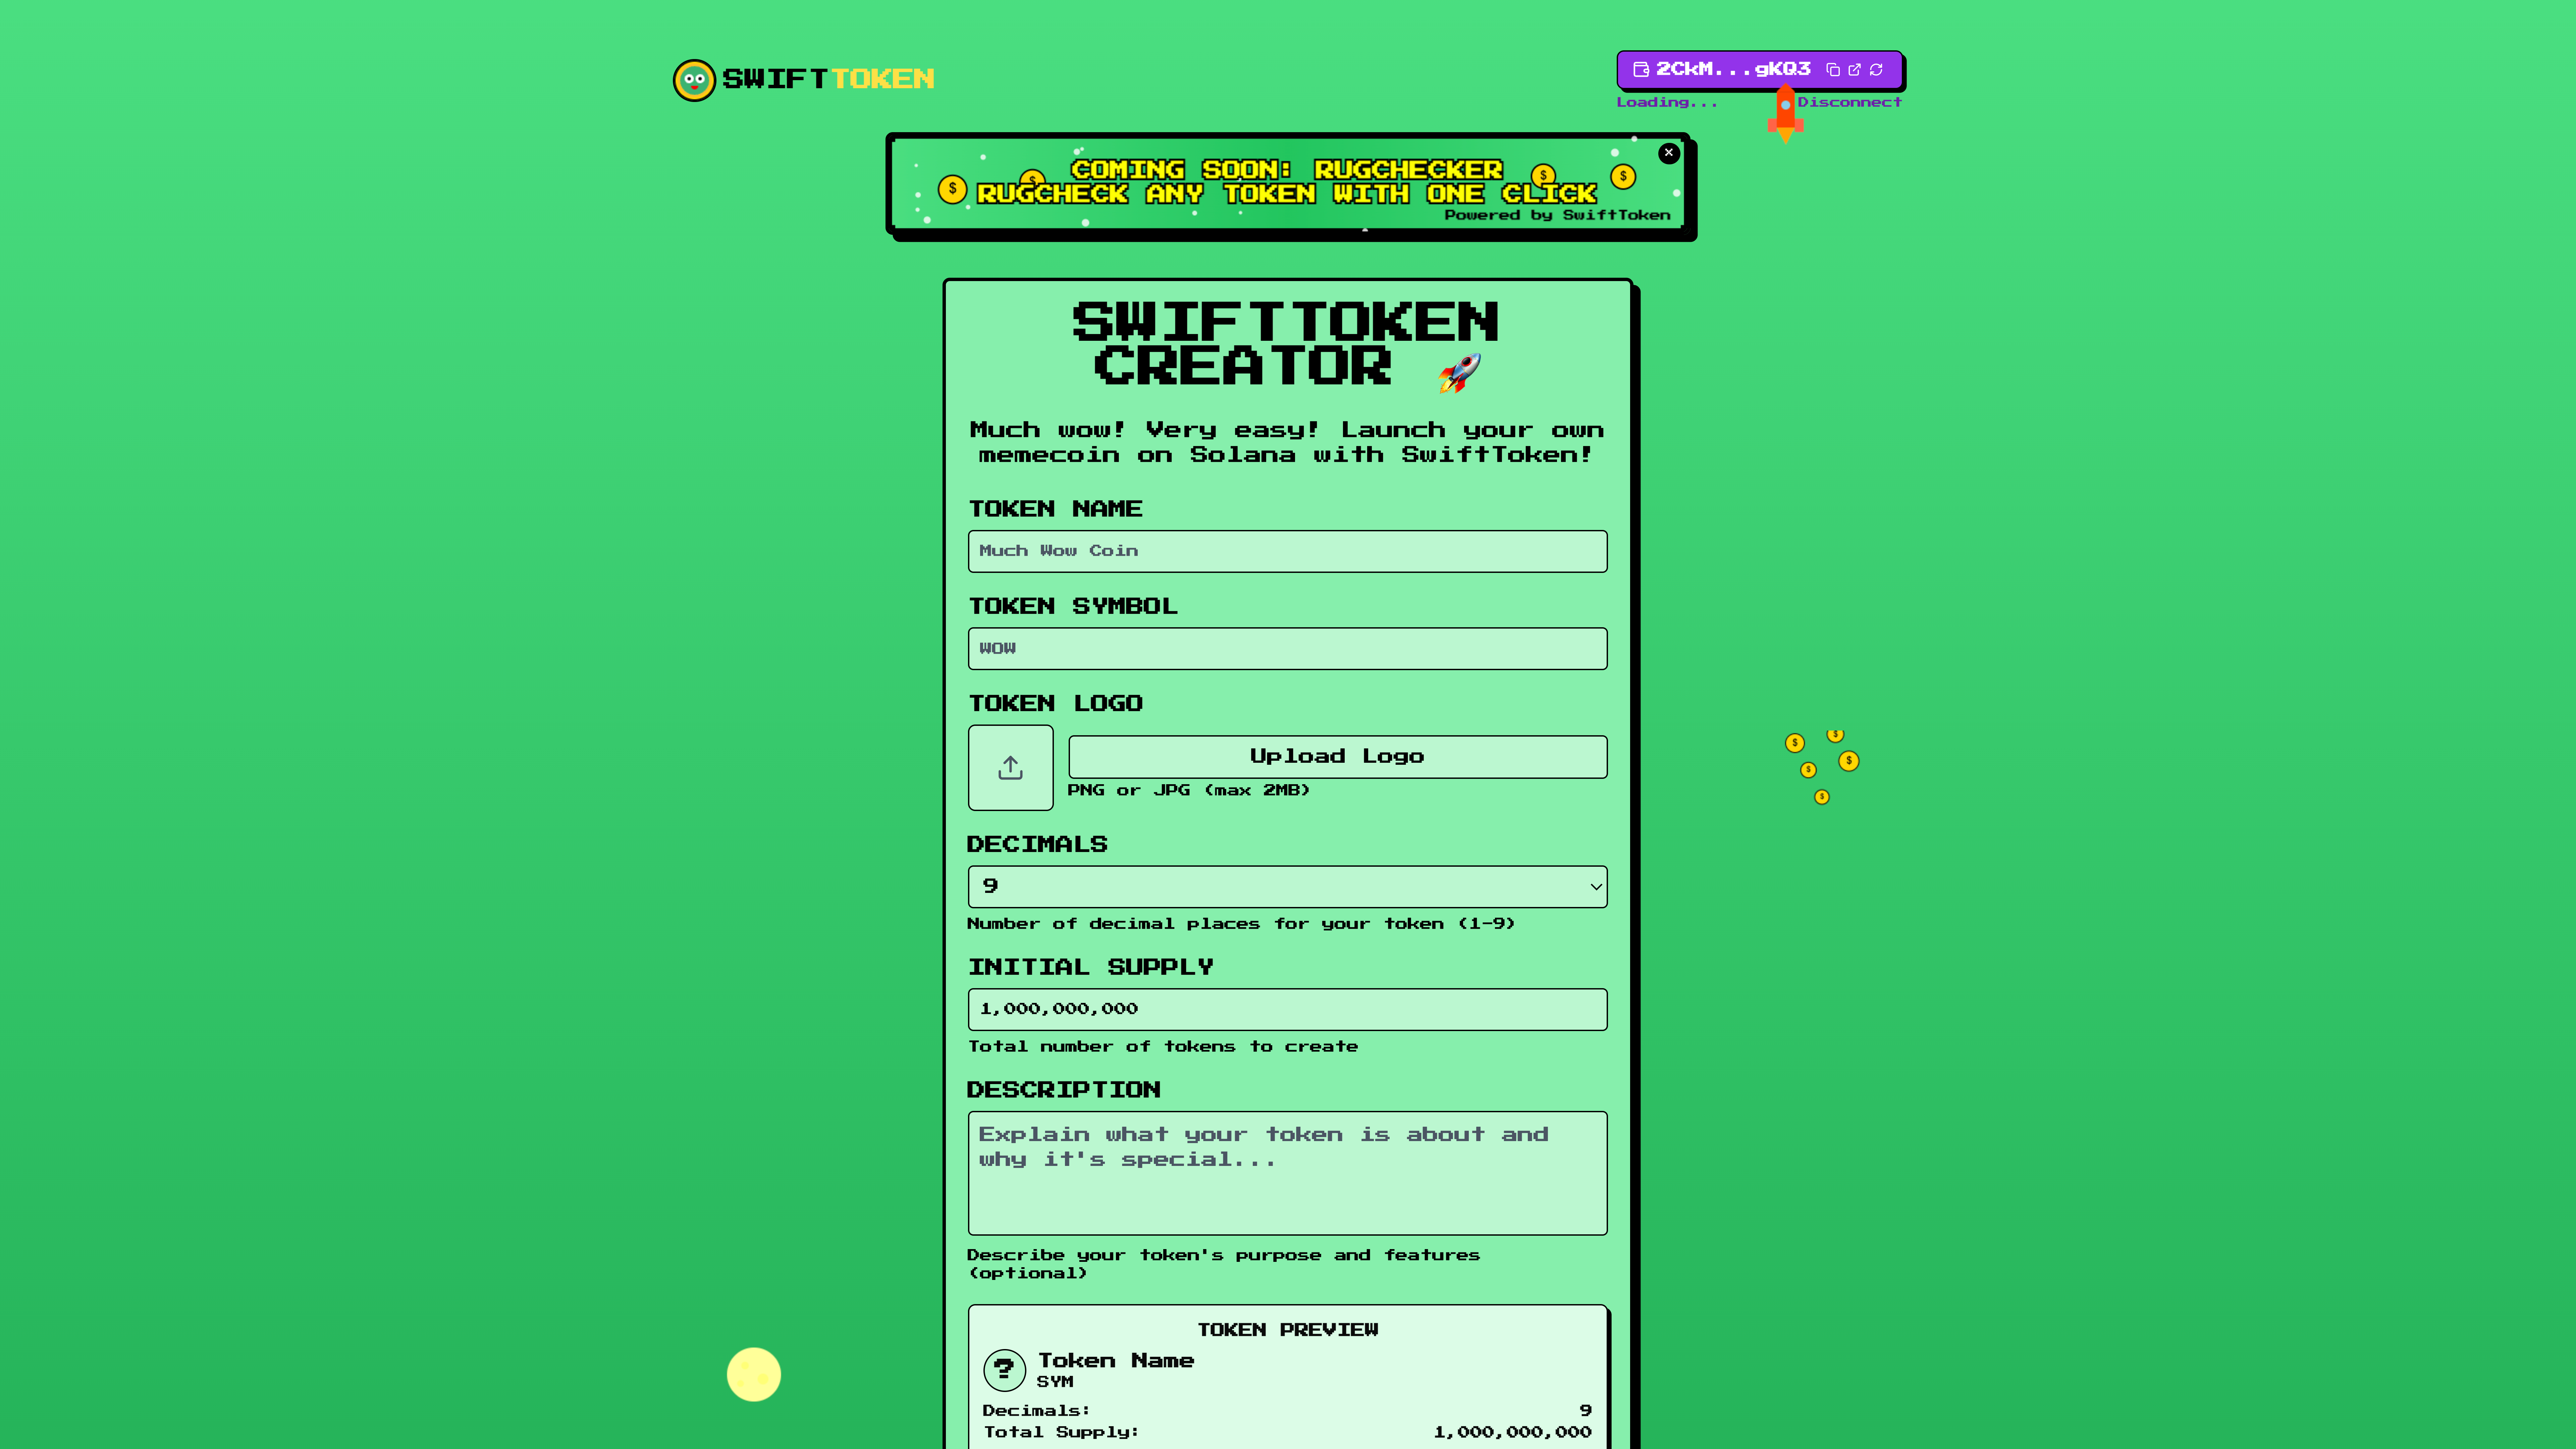 SWIFTTOKEN
2CkM...gKQ3
Loading...
Disconnect
COMING SOON: RUGCHECKER
RUGCHECK ANY TOKEN WITH ONE CLICK
Powered by SwiftToken
SWIFTTOKEN
CREATOR 🚀
Much wow! Very easy! Launch your own
memecoin on Solana with SwiftToken!
TOKEN NAME
Much Wow Coin
TOKEN SYMBOL
WOW
TOKEN LOGO
Upload Logo
PNG or JPG (max 2MB)
DECIMALS
9
Number of decimal places for your token (1-9)
INITIAL SUPPLY
1,000,000,000
Total number of tokens to create
DESCRIPTION
Explain what your token is about and
why it's special...
Describe your token's purpose and features
(optional)
TOKEN PREVIEW
? Token Name
SYM
Decimals: 9
Total Supply: 1,000,000,000